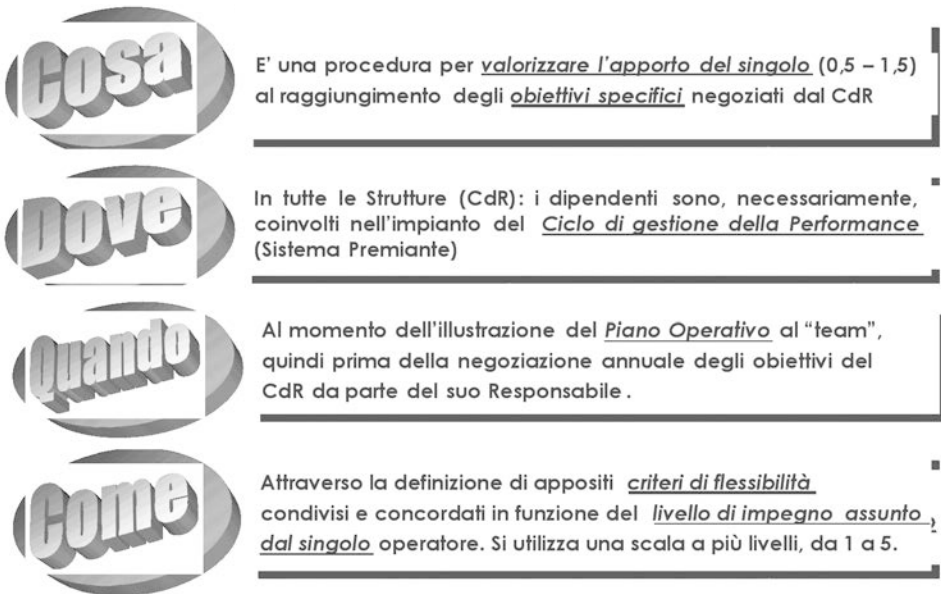 Cosa
E' una procedura per valorizzare l'apporto del singolo (0,5 – 1,5)
al raggiungimento degli obiettivi specifici negoziati dal CdR
Dove
In tutte le Strutture (CdR): i dipendenti sono, necessariamente,
coinvolti nell'impianto del Ciclo di gestione della Performance
(Sistema Premiante)
Quando
Al momento dell'illustrazione del Piano Operativo al "team",
quindi prima della negoziazione annuale degli obiettivi del
CdR da parte del suo Responsabile .
Come
Attraverso la definizione di appositi criteri di flessibilità
condivisi e concordati in funzione del livello di impegno assunto
dal singolo operatore. Si utilizza una scala a più livelli, da 1 a 5.